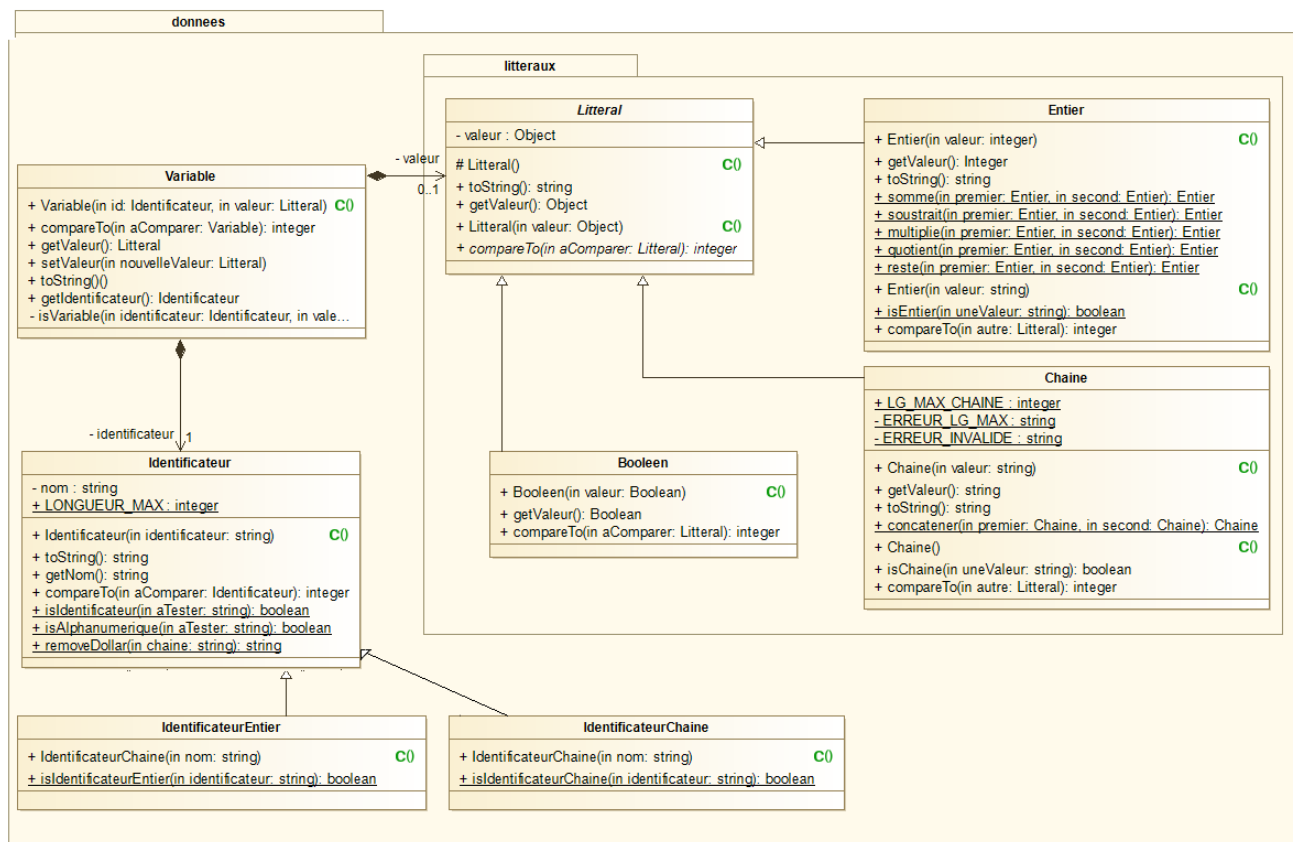 donnees
litteraux
Litteral
- valeur : Object
# Litteral() C()
+ toString(): string
+ getValeur(): Object
+ Litteral(in valeur: Object) C()
+ compareTo(in aComparer: Litteral): integer
Entier
+ Entier(in valeur: integer) C()
+ getValeur(): Integer
+ toString(): string
+ somme(in premier: Entier, in second: Entier): Entier
+ soustrait(in premier: Entier, in second: Entier): Entier
+ multiplie(in premier: Entier, in second: Entier): Entier
+ quotient(in premier: Entier, in second: Entier): Entier
+ reste(in premier: Entier, in second: Entier): Entier
+ Entier(in valeur: string) C()
+ isEntier(in uneValeur: string): boolean
+ compareTo(in autre: Litteral): integer
- valeur
0..1
Variable
+ Variable(in id: Identificateur, in valeur: Litteral) C()
+ compareTo(in aComparer: Variable): integer
+ getValeur(): Litteral
+ setValeur(in nouvelleValeur: Litteral)
+ toString()()
+ getIdentificateur(): Identificateur
- isVariable(in identificateur: Identificateur, in vale...
Chaine
+ LG_MAX_CHAINE : integer
- ERREUR_LG_MAX : string
- ERREUR_INVALIDE : string
+ Chaine(in valeur: string) C()
+ getValeur(): string
+ toString(): string
+ concatener(in premier: Chaine, in second: Chaine): Chaine
+ Chaine() C()
+ isChaine(in uneValeur: string): boolean
+ compareTo(in autre: Litteral): integer
- identificateur
1
Identificateur
- nom : string
+ LONGUEUR_MAX : integer
+ Identificateur(in identificateur: string) C()
+ toString(): string
+ getNom(): string
+ compareTo(in aComparer: Identificateur): integer
+ isIdentificateur(in aTester: string): boolean
+ isAlphanumerique(in aTester: string): boolean
+ removeDollar(in chaine: string): string
Booleen
+ Booleen(in valeur: Boolean) C()
+ getValeur(): Boolean
+ compareTo(in aComparer: Litteral): integer
IdentificateurEntier
+ IdentificateurChaine(in nom: string) C()
+ isIdentificateurEntier(in identificateur: string): boolean
IdentificateurChaine
+ IdentificateurChaine(in nom: string) C()
+ isIdentificateurChaine(in identificateur: string): boolean